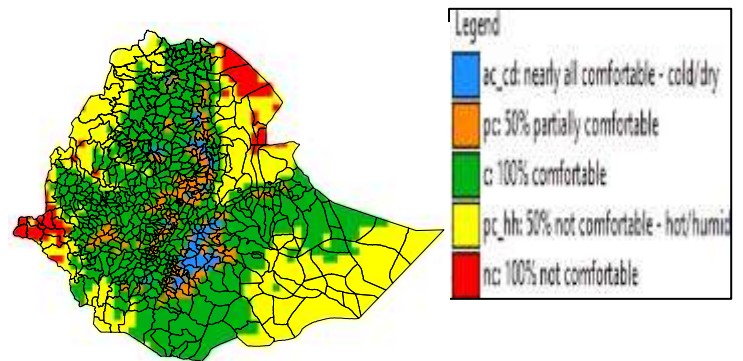 Legend
ac_cd: nearly all comfortable - cold/dry
pc: 50% partially comfortable
c: 100% comfortable
pc_hh: 50% not comfortable - hot/humid
nc: 100% not comfortable